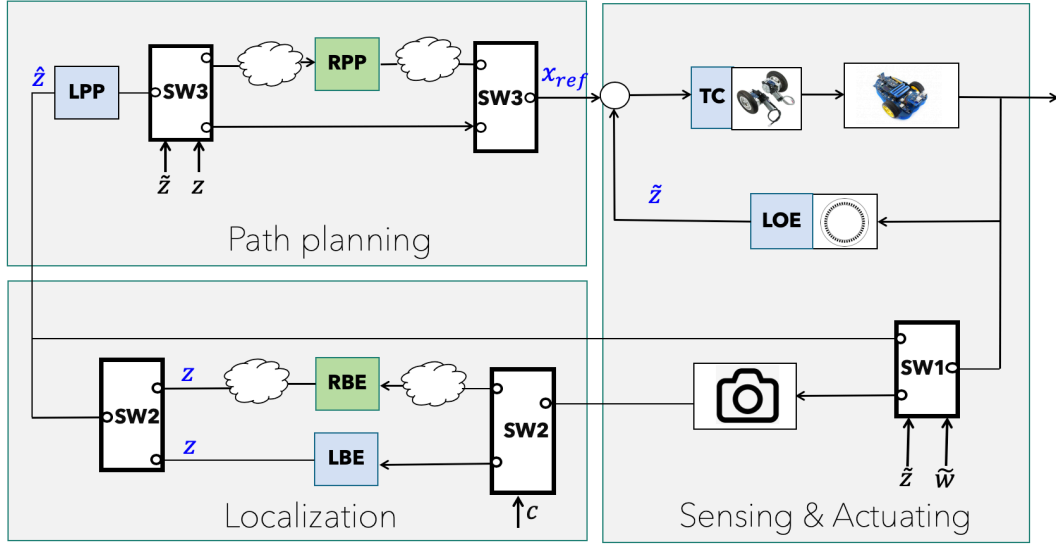 ẑ
LPP
SW3
RPP
SW3
x_ref
z̃
z
Path planning
TC
z̃
LOE
SW1
z̃
w̃
Sensing & Actuating
SW2
z
RBE
z
LBE
SW2
c
Localization